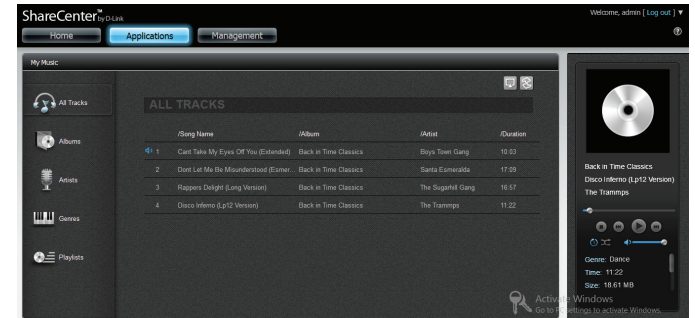 ShareCenter™ by D-Link
Welcome, admin [ Log out ] ▼
Home
Applications
Management
My Music
All Tracks
Albums
Artists
Genres
Playlists
ALL TRACKS
/Song Name /Album /Artist /Duration
1 Cant Take My Eyes Off You (Extended) Back in Time Classics Boys Town Gang 10:03
2 Dont Let Me Be Misunderstood (Esmer... Back in Time Classics Santa Esmeralda 17:09
3 Rappers Delight (Long Version) Back in Time Classics The Sugarhill Gang 16:57
4 Disco Inferno (Lp12 Version) Back in Time Classics The Trammps 11:22
Back in Time Classics
Disco Inferno (Lp12 Version)
The Trammps
Genre: Dance
Time: 11:22
Size: 18.61 MB
Activate Windows
Go to PC settings to activate Windows.